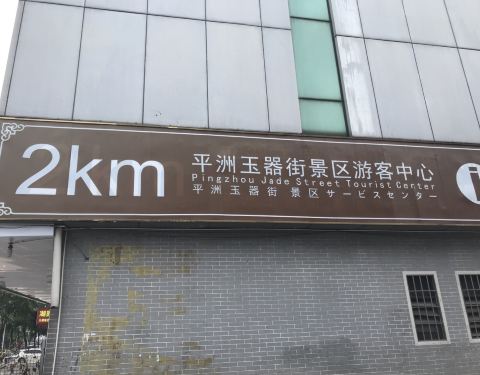 2km
平洲玉器街景区游客中心
Pingzhou Jade Street Tourist Center
平洲玉器街 景区サービスセンター
i